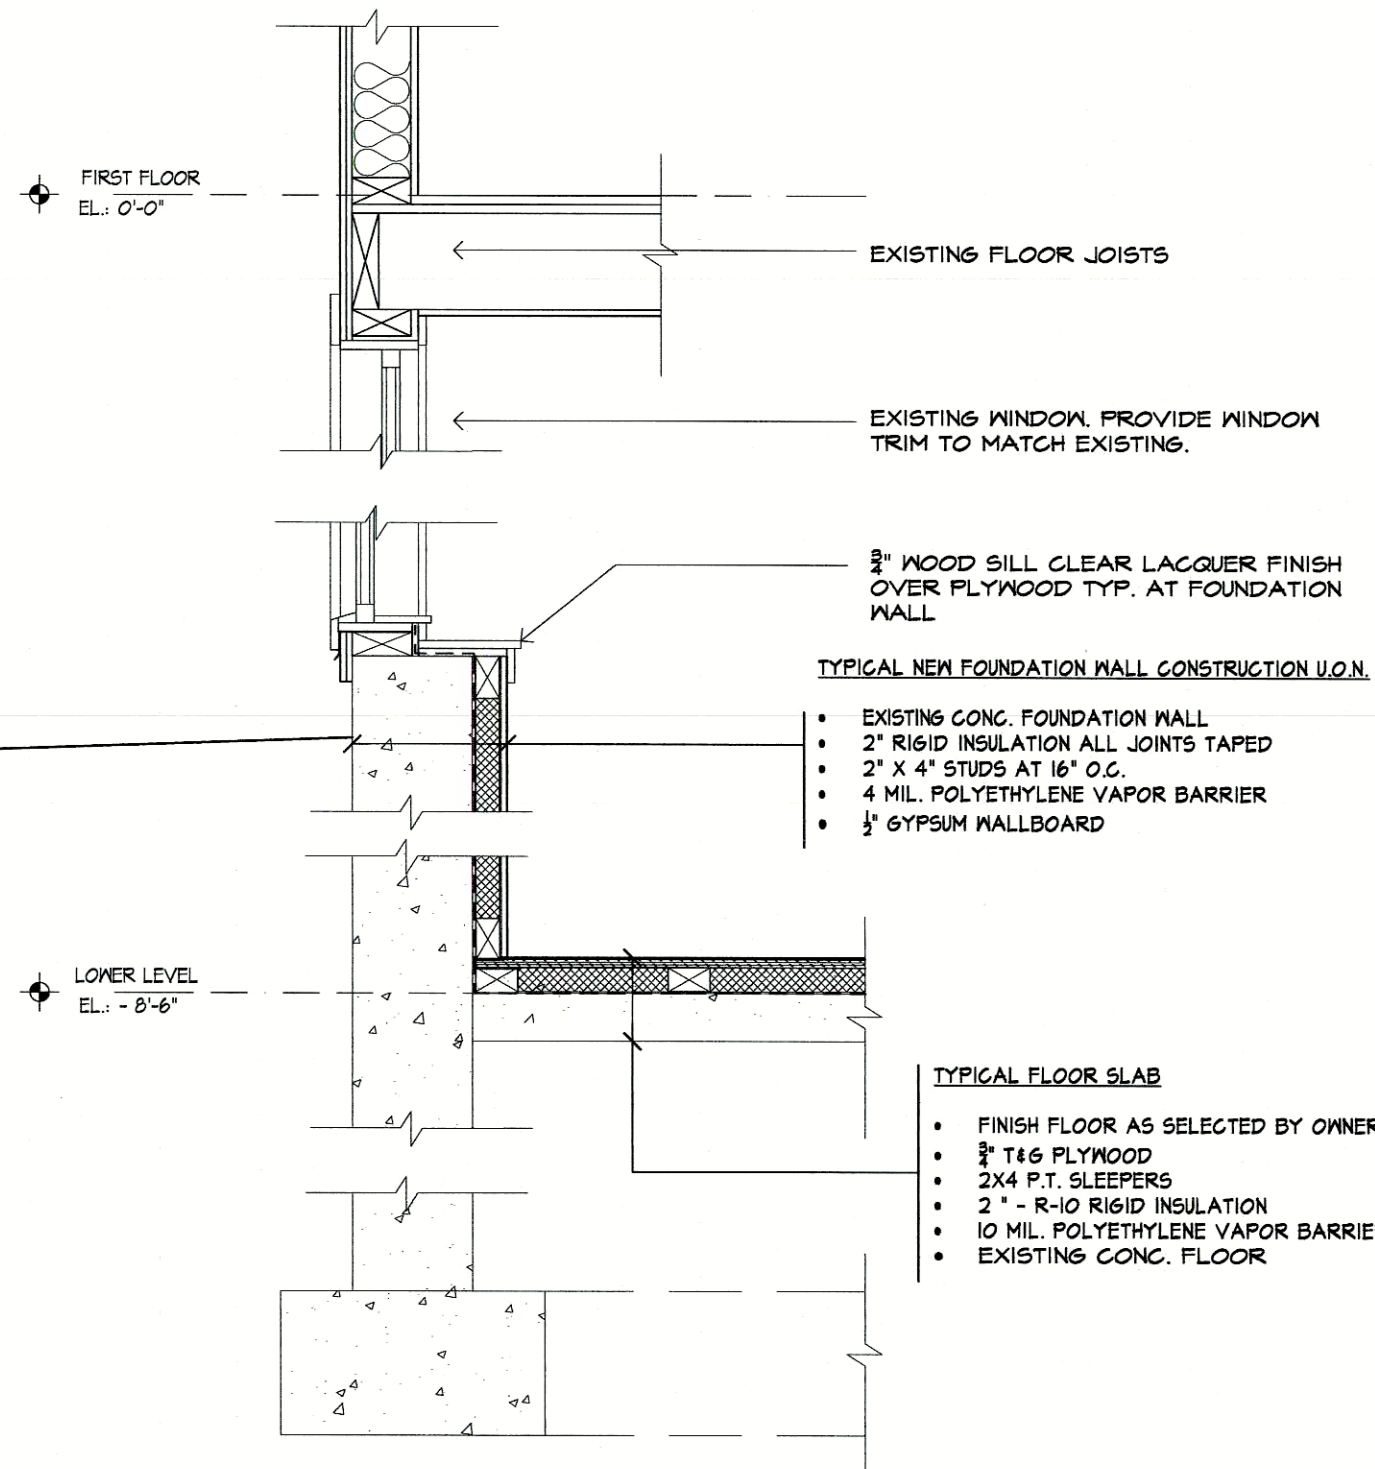 FIRST FLOOR
EL.: 0'-0"
EXISTING FLOOR JOISTS
EXISTING WINDOW. PROVIDE WINDOW
TRIM TO MATCH EXISTING.
3/4" WOOD SILL CLEAR LACQUER FINISH
OVER PLYWOOD TYP. AT FOUNDATION
WALL
TYPICAL NEW FOUNDATION WALL CONSTRUCTION U.O.N.
• EXISTING CONC. FOUNDATION WALL
• 2" RIGID INSULATION ALL JOINTS TAPED
• 2" X 4" STUDS AT 16" O.C.
• 4 MIL. POLYETHYLENE VAPOR BARRIER
• 1/2" GYPSUM WALLBOARD
LOWER LEVEL
EL.: - 8'-6"
TYPICAL FLOOR SLAB
• FINISH FLOOR AS SELECTED BY OWNER
• 3/4" T&G PLYWOOD
• 2X4 P.T. SLEEPERS
• 2 " - R-10 RIGID INSULATION
• 10 MIL. POLYETHYLENE VAPOR BARRIE
• EXISTING CONC. FLOOR